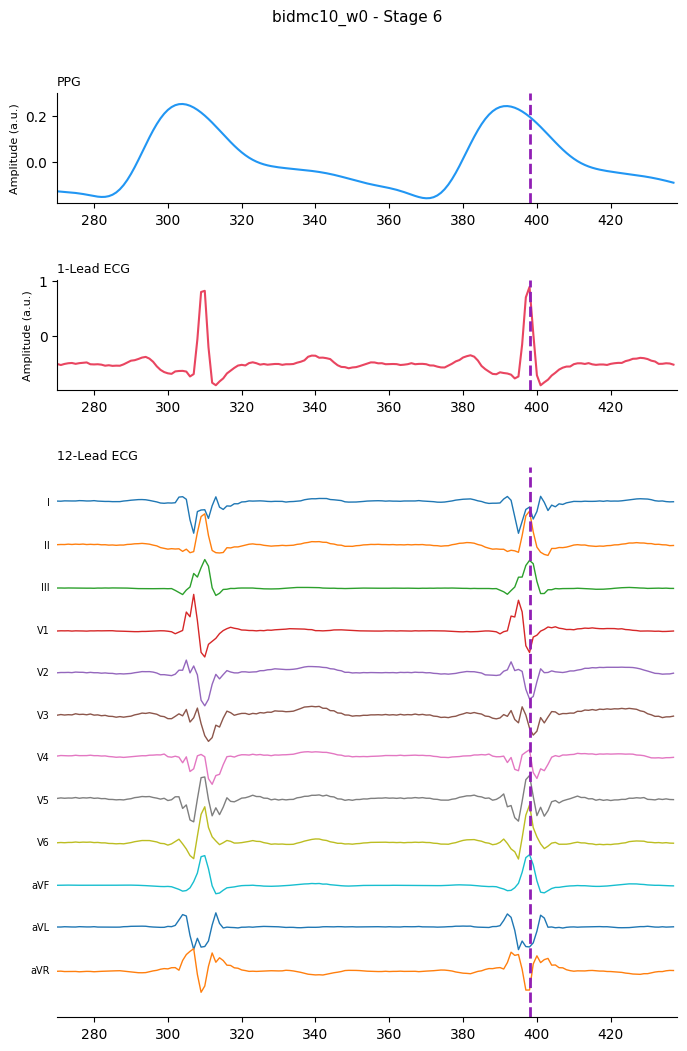 bidmc10_w0 - Stage 6
PPG
Amplitude (a.u.)
0.2
0.0
280 300 320 340 360 380 400 420
1-Lead ECG
Amplitude (a.u.)
1
0
280 300 320 340 360 380 400 420
12-Lead ECG
I
II
III
V1
V2
V3
V4
V5
V6
aVF
aVL
aVR
280 300 320 340 360 380 400 420